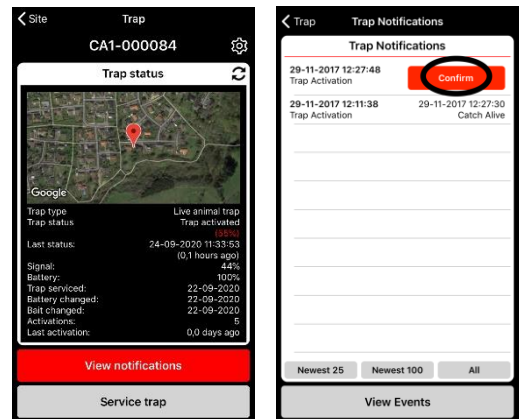 Site Trap
CA1-000084
Trap status
Google
Trap type Live animal trap
Trap status Trap activated
(55%)
Last status: 24-09-2020 11:33:53
(0,1 hours ago)
Signal: 44%
Battery: 100%
Trap serviced: 22-09-2020
Battery changed: 22-09-2020
Bait changed: 22-09-2020
Activations: 5
Last activation: 0,0 days ago
View notifications
Service trap
Trap Trap Notifications
Trap Notifications
29-11-2017 12:27:48
Trap Activation
Confirm
29-11-2017 12:11:38 29-11-2017 12:27:30
Trap Activation Catch Alive
Newest 25 Newest 100 All
View Events